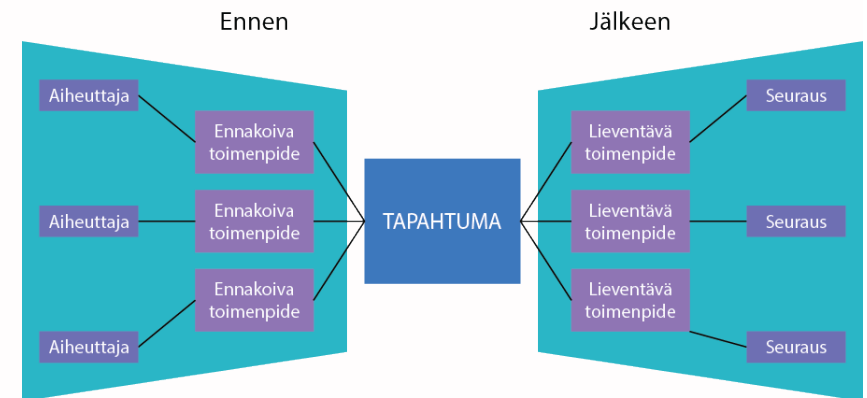 Ennen
Jälkeen
Aiheuttaja
Ennakoiva
toimenpide
Aiheuttaja
Ennakoiva
toimenpide
Aiheuttaja
Ennakoiva
toimenpide
TAPAHTUMA
Lieventävä
toimenpide
Seuraus
Lieventävä
toimenpide
Seuraus
Lieventävä
toimenpide
Seuraus